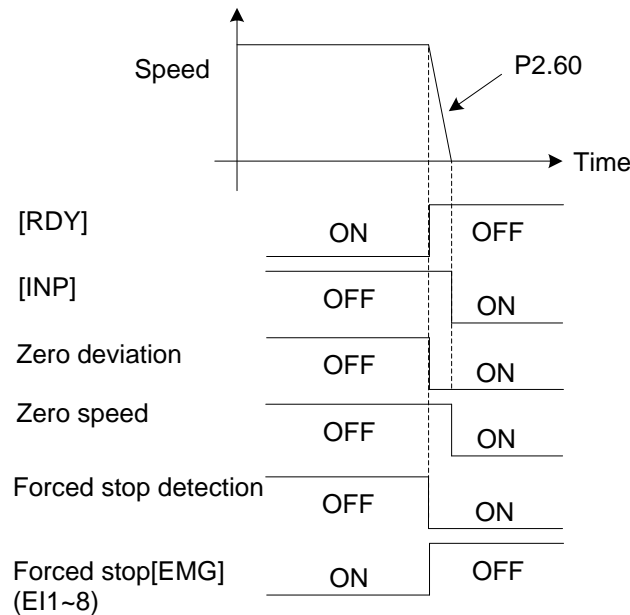 Speed
P2.60
Time
[RDY] ON OFF
[INP] OFF ON
Zero deviation OFF ON
Zero speed OFF ON
Forced stop detection OFF ON
Forced stop[EMG] ON OFF
(EI1~8)